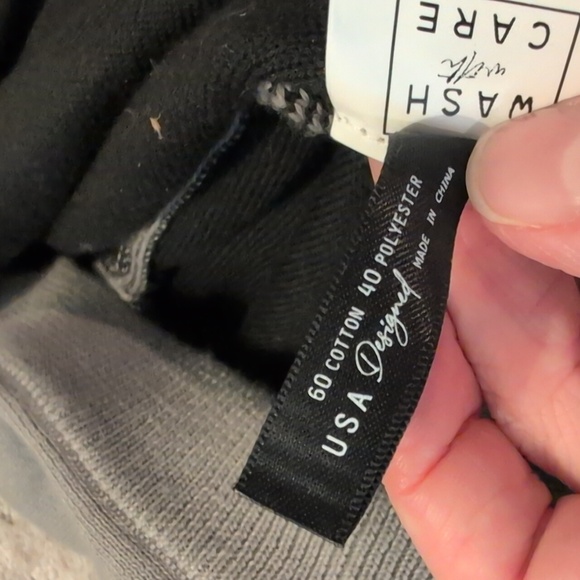 WASH
with
CARE
60 COTTON 40 POLYESTER
USA Designed
MADE IN CHINA